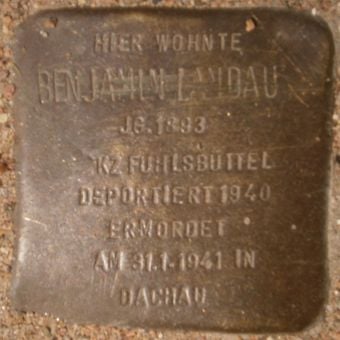 HIER WOHNTE
BENJAMIN LANDAU
JG. 1893
KZ FUHLSBÜTTEL
DEPORTIERT 1940
ERMORDET
AM 31.1.1941 IN
DACHAU